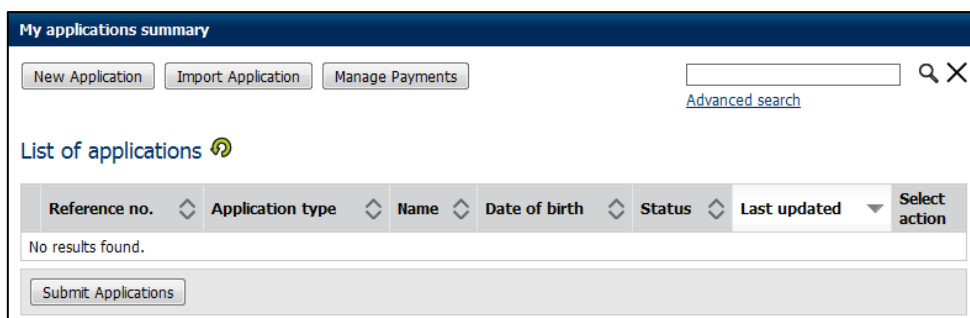 My applications summary
New Application Import Application Manage Payments
Advanced search
List of applications
Reference no. Application type Name Date of birth Status Last updated Select action
No results found.
Submit Applications